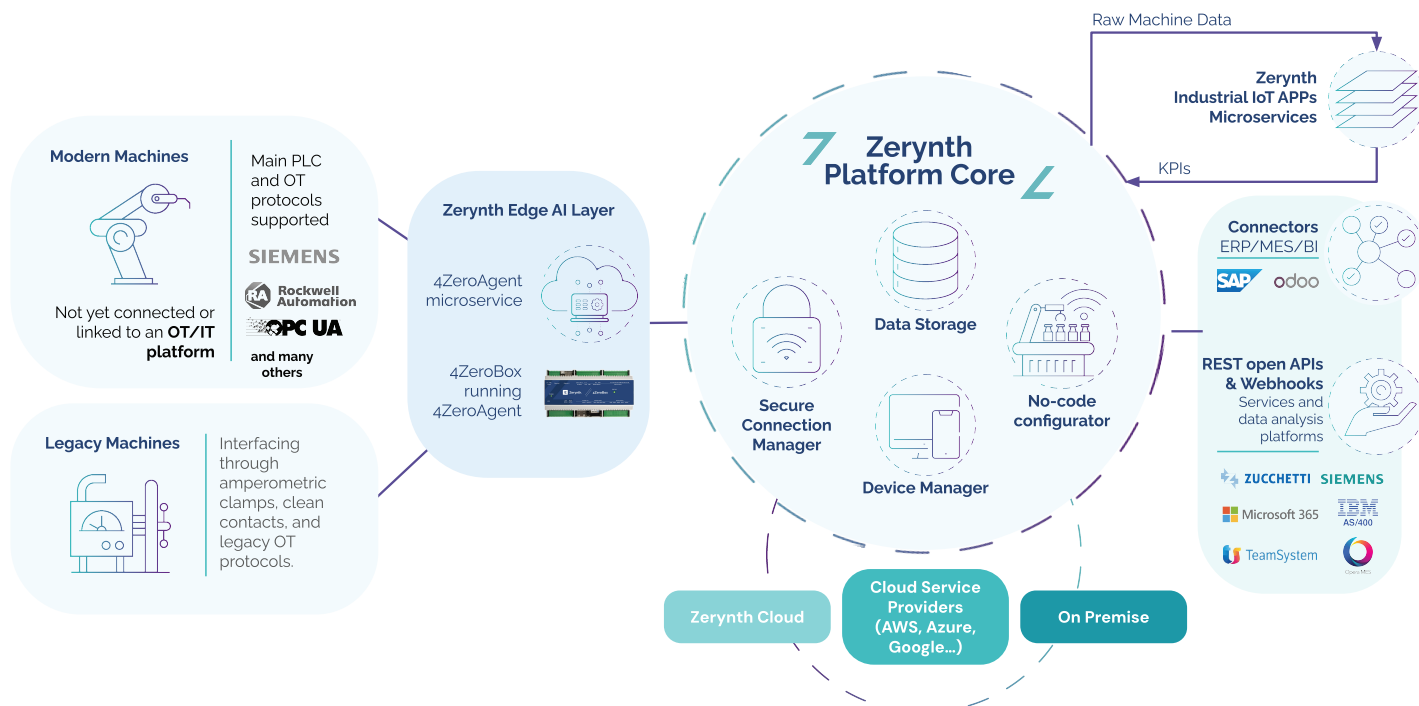 Raw Machine Data
Zerynth
Industrial IoT APPs
Microservices
KPIs
Modern Machines
Main PLC
and OT
protocols
supported
SIEMENS
RA Rockwell
Automation
OPC UA
and many
others
Not yet connected or
linked to an OT/IT
platform
Legacy Machines
Interfacing
through
amperometric
clamps, clean
contacts, and
legacy OT
protocols.
Zerynth Edge AI Layer
4ZeroAgent
microservice
4ZeroBox
running
4ZeroAgent
Zerynth
Platform Core
Data Storage
Secure
Connection
Manager
No-code
configurator
Device Manager
Zerynth Cloud
Cloud Service
Providers
(AWS, Azure,
Google...)
On Premise
Connectors
ERP/MES/BI
SAP odoo
REST open APIs
& Webhooks
Services and
data analysis
platforms
ZUCCHETTI SIEMENS
Microsoft 365 IBM
AS/400
TeamSystem